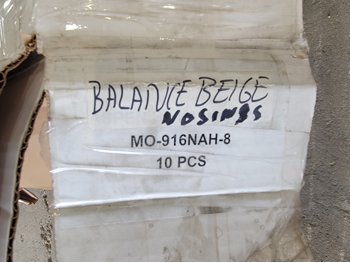 BALANCE BEIGE
NOSINGS
MO-916NAH-8
10 PCS